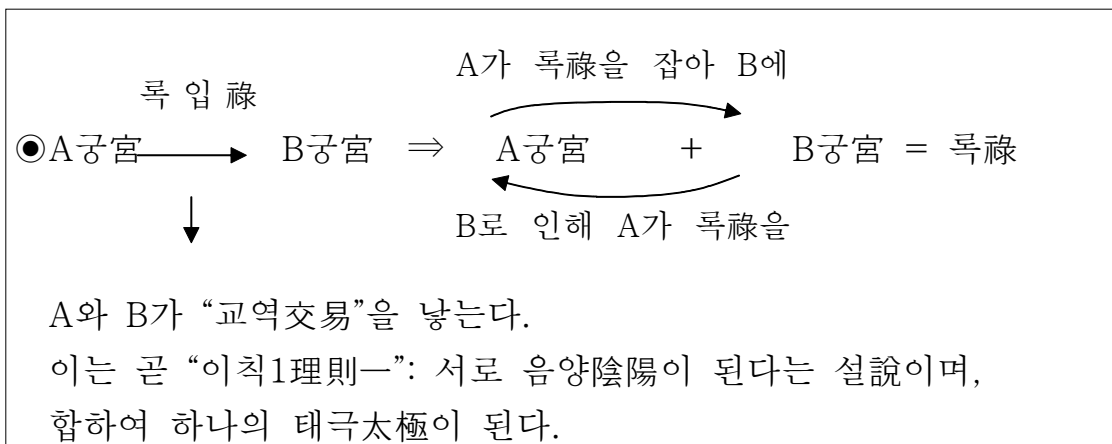 A가 록祿을 잡아 B에
록 입 祿
◉A궁宮 → B궁宮 ⇒ A궁宮 + B궁宮 = 록祿
B로 인해 A가 록祿을
A와 B가 “교역交易”을 낳는다.
이는 곧 “이칙1理則一”: 서로 음양陰陽이 된다는 설說이며,
합하여 하나의 태극太極이 된다.